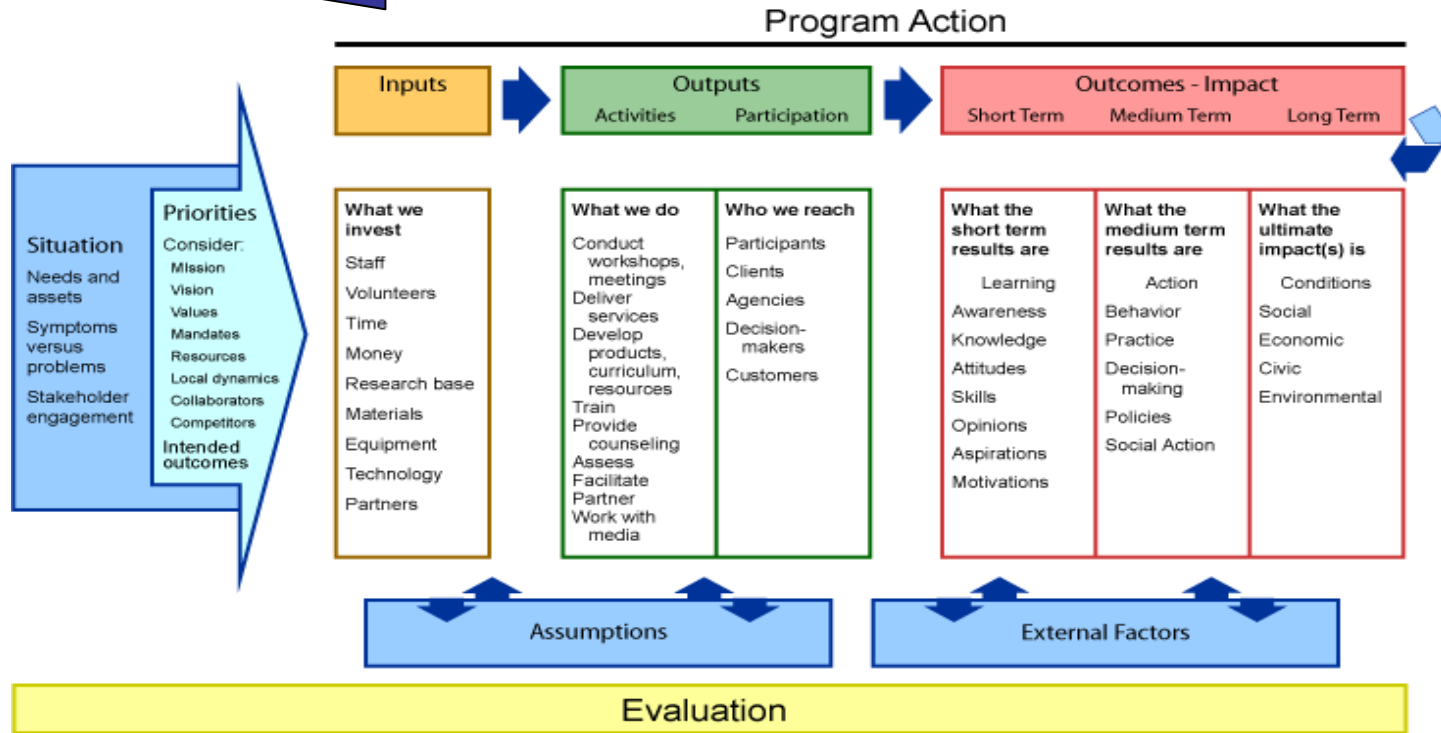 Program Action
Inputs
Outputs
Activities
Participation
Outcomes - Impact
Short Term
Medium Term
Long Term
Situation
Needs and
assets
Symptoms
versus
problems
Stakeholder
engagement
Priorities
Consider:
Mission
Vision
Values
Mandates
Resources
Local dynamics
Collaborators
Competitors
Intended
outcomes
What we
invest
Staff
Volunteers
Time
Money
Research base
Materials
Equipment
Technology
Partners
What we do
Conduct
workshops,
meetings
Deliver
services
Develop
products,
curriculum,
resources
Train
Provide
counseling
Assess
Facilitate
Partner
Work with
media
Who we reach
Participants
Clients
Agencies
Decision-
makers
Customers
What the
short term
results are
Learning
Awareness
Knowledge
Attitudes
Skills
Opinions
Aspirations
Motivations
What the
medium term
results are
Action
Behavior
Practice
Decision-
making
Policies
Social Action
What the
ultimate
impact(s) is
Conditions
Social
Economic
Civic
Environmental
Assumptions
External Factors
Evaluation